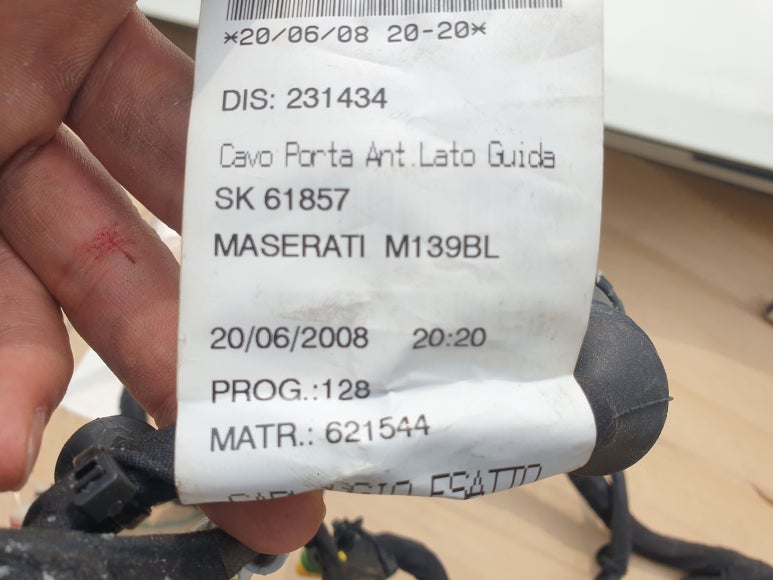 *20/06/08 20-20*
DIS: 231434
Cavo Porta Ant.Lato Guida
SK 61857
MASERATI M139BL
20/06/2008 20:20
PROG.:128
MATR.: 621544
ESATTO